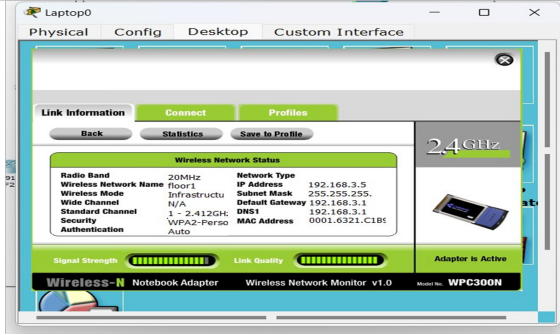 Laptop0
Physical Config Desktop Custom Interface
Link Information Connect Profiles
Back Statistics Save to Profile
2.4GHz
Wireless Network Status
Radio Band 20MHz Network Type
Wireless Network Name floor1 IP Address 192.168.3.5
Wireless Mode Infrastructu Subnet Mask 255.255.255.
Wide Channel N/A Default Gateway 192.168.3.1
Standard Channel 1 - 2.412GH: DNS1 192.168.3.1
Security WPA2-Perso MAC Address 0001.6321.C1B9
Authentication Auto
Signal Strength Link Quality Adapter is Active
Wireless-N Notebook Adapter Wireless Network Monitor v1.0 Model No. WPC300N